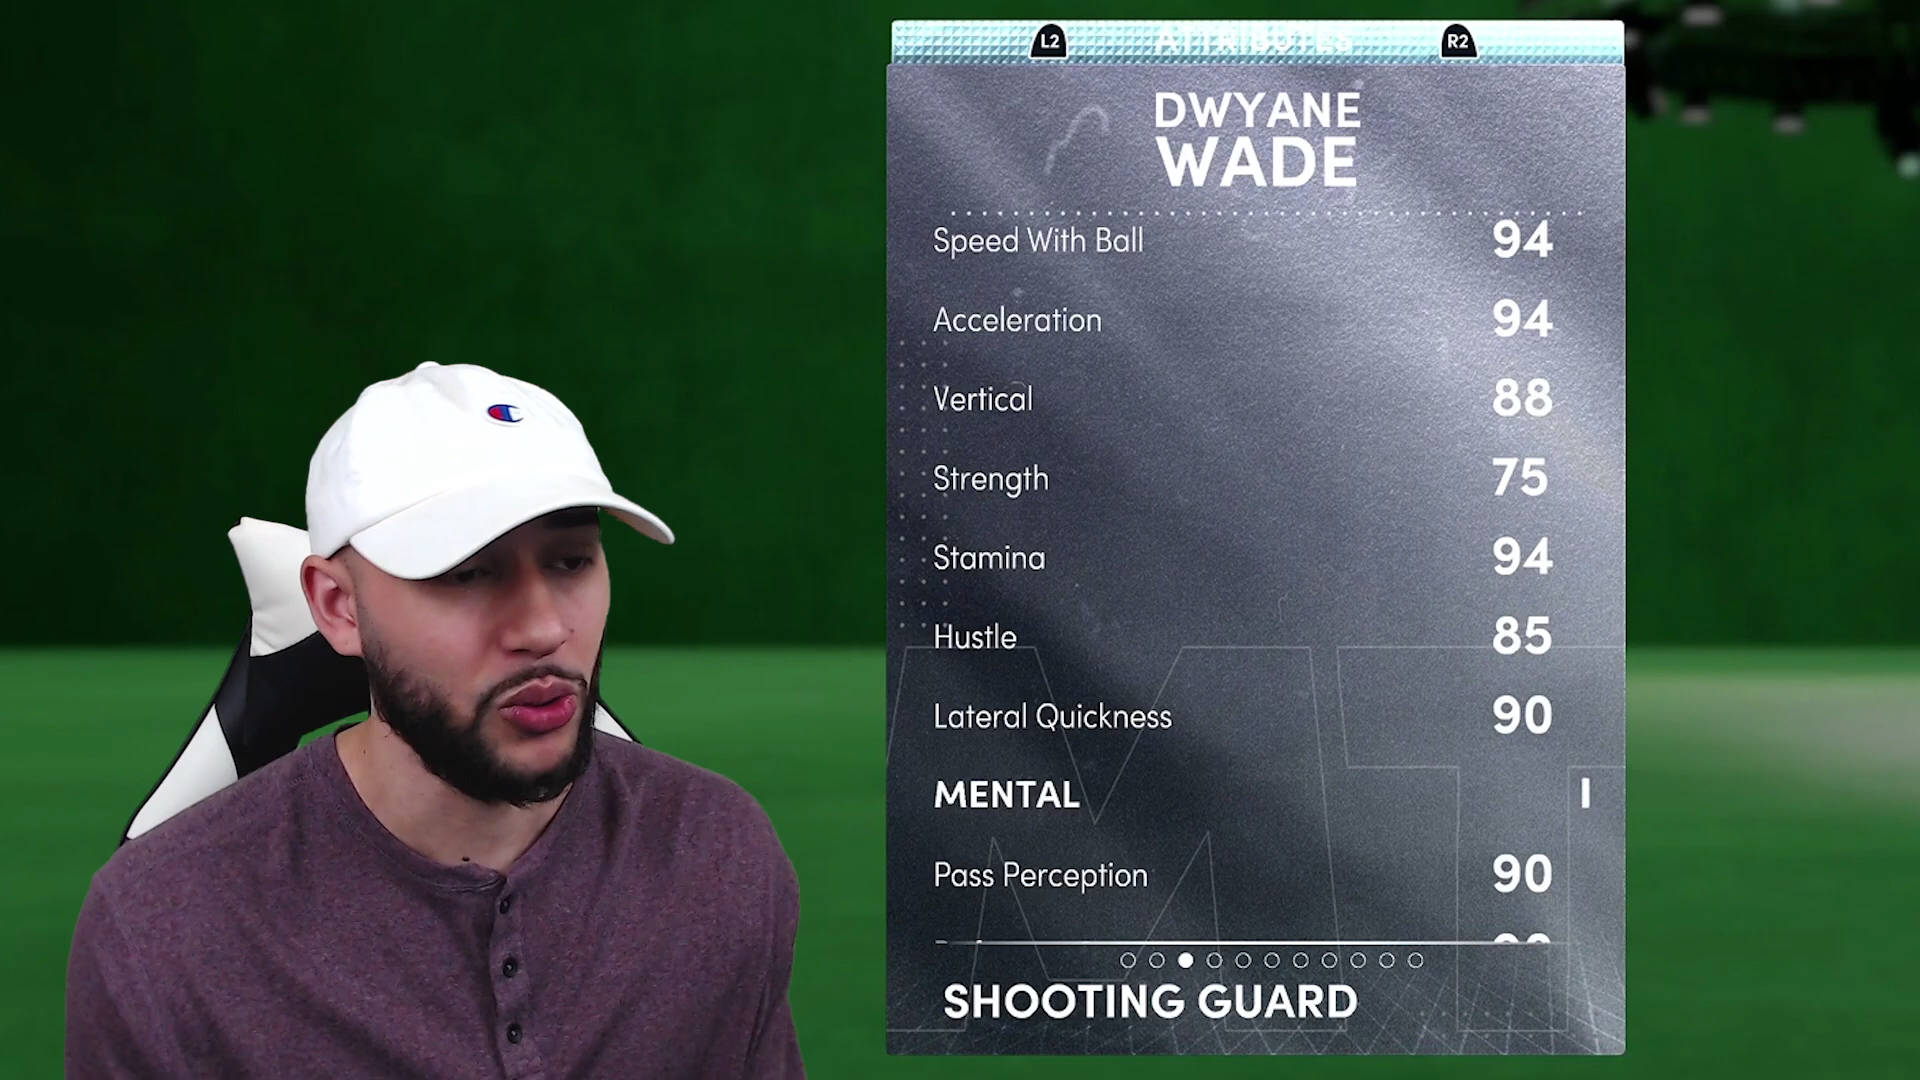 L2 ATTRIBUTES R2
DWYANE
WADE
Speed With Ball 94
Acceleration 94
Vertical 88
Strength 75
Stamina 94
Hustle 85
Lateral Quickness 90
MENTAL
Pass Perception 90
SHOOTING GUARD